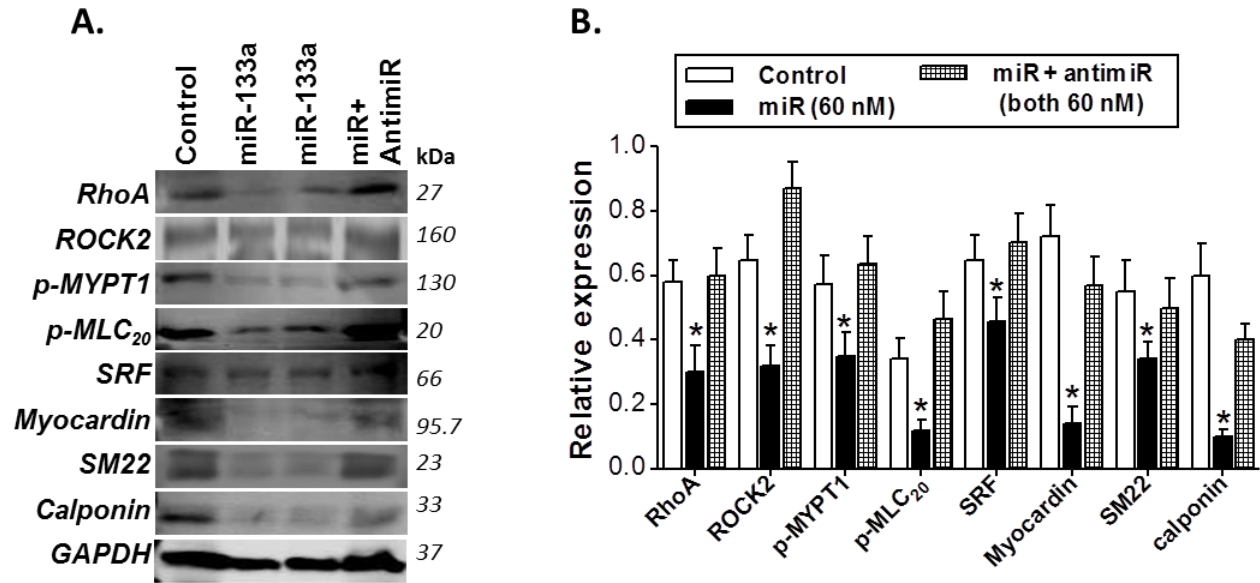 A.
Control
miR-133a
miR-133a
miR+
AntimiR
kDa
RhoA 27
ROCK2 160
p-MYPT1 130
p-MLC₂₀ 20
SRF 66
Myocardin 95.7
SM22 23
Calponin 33
GAPDH 37
B.
Control
miR (60 nM)
miR + antimiR
(both 60 nM)
Relative expression
1.0
0.8
0.6
0.4
0.2
0.0
* * * * * * * *
RhoA
ROCK2
p-MYPT1
p-MLC₂₀
SRF
Myocardin
SM22
calponin